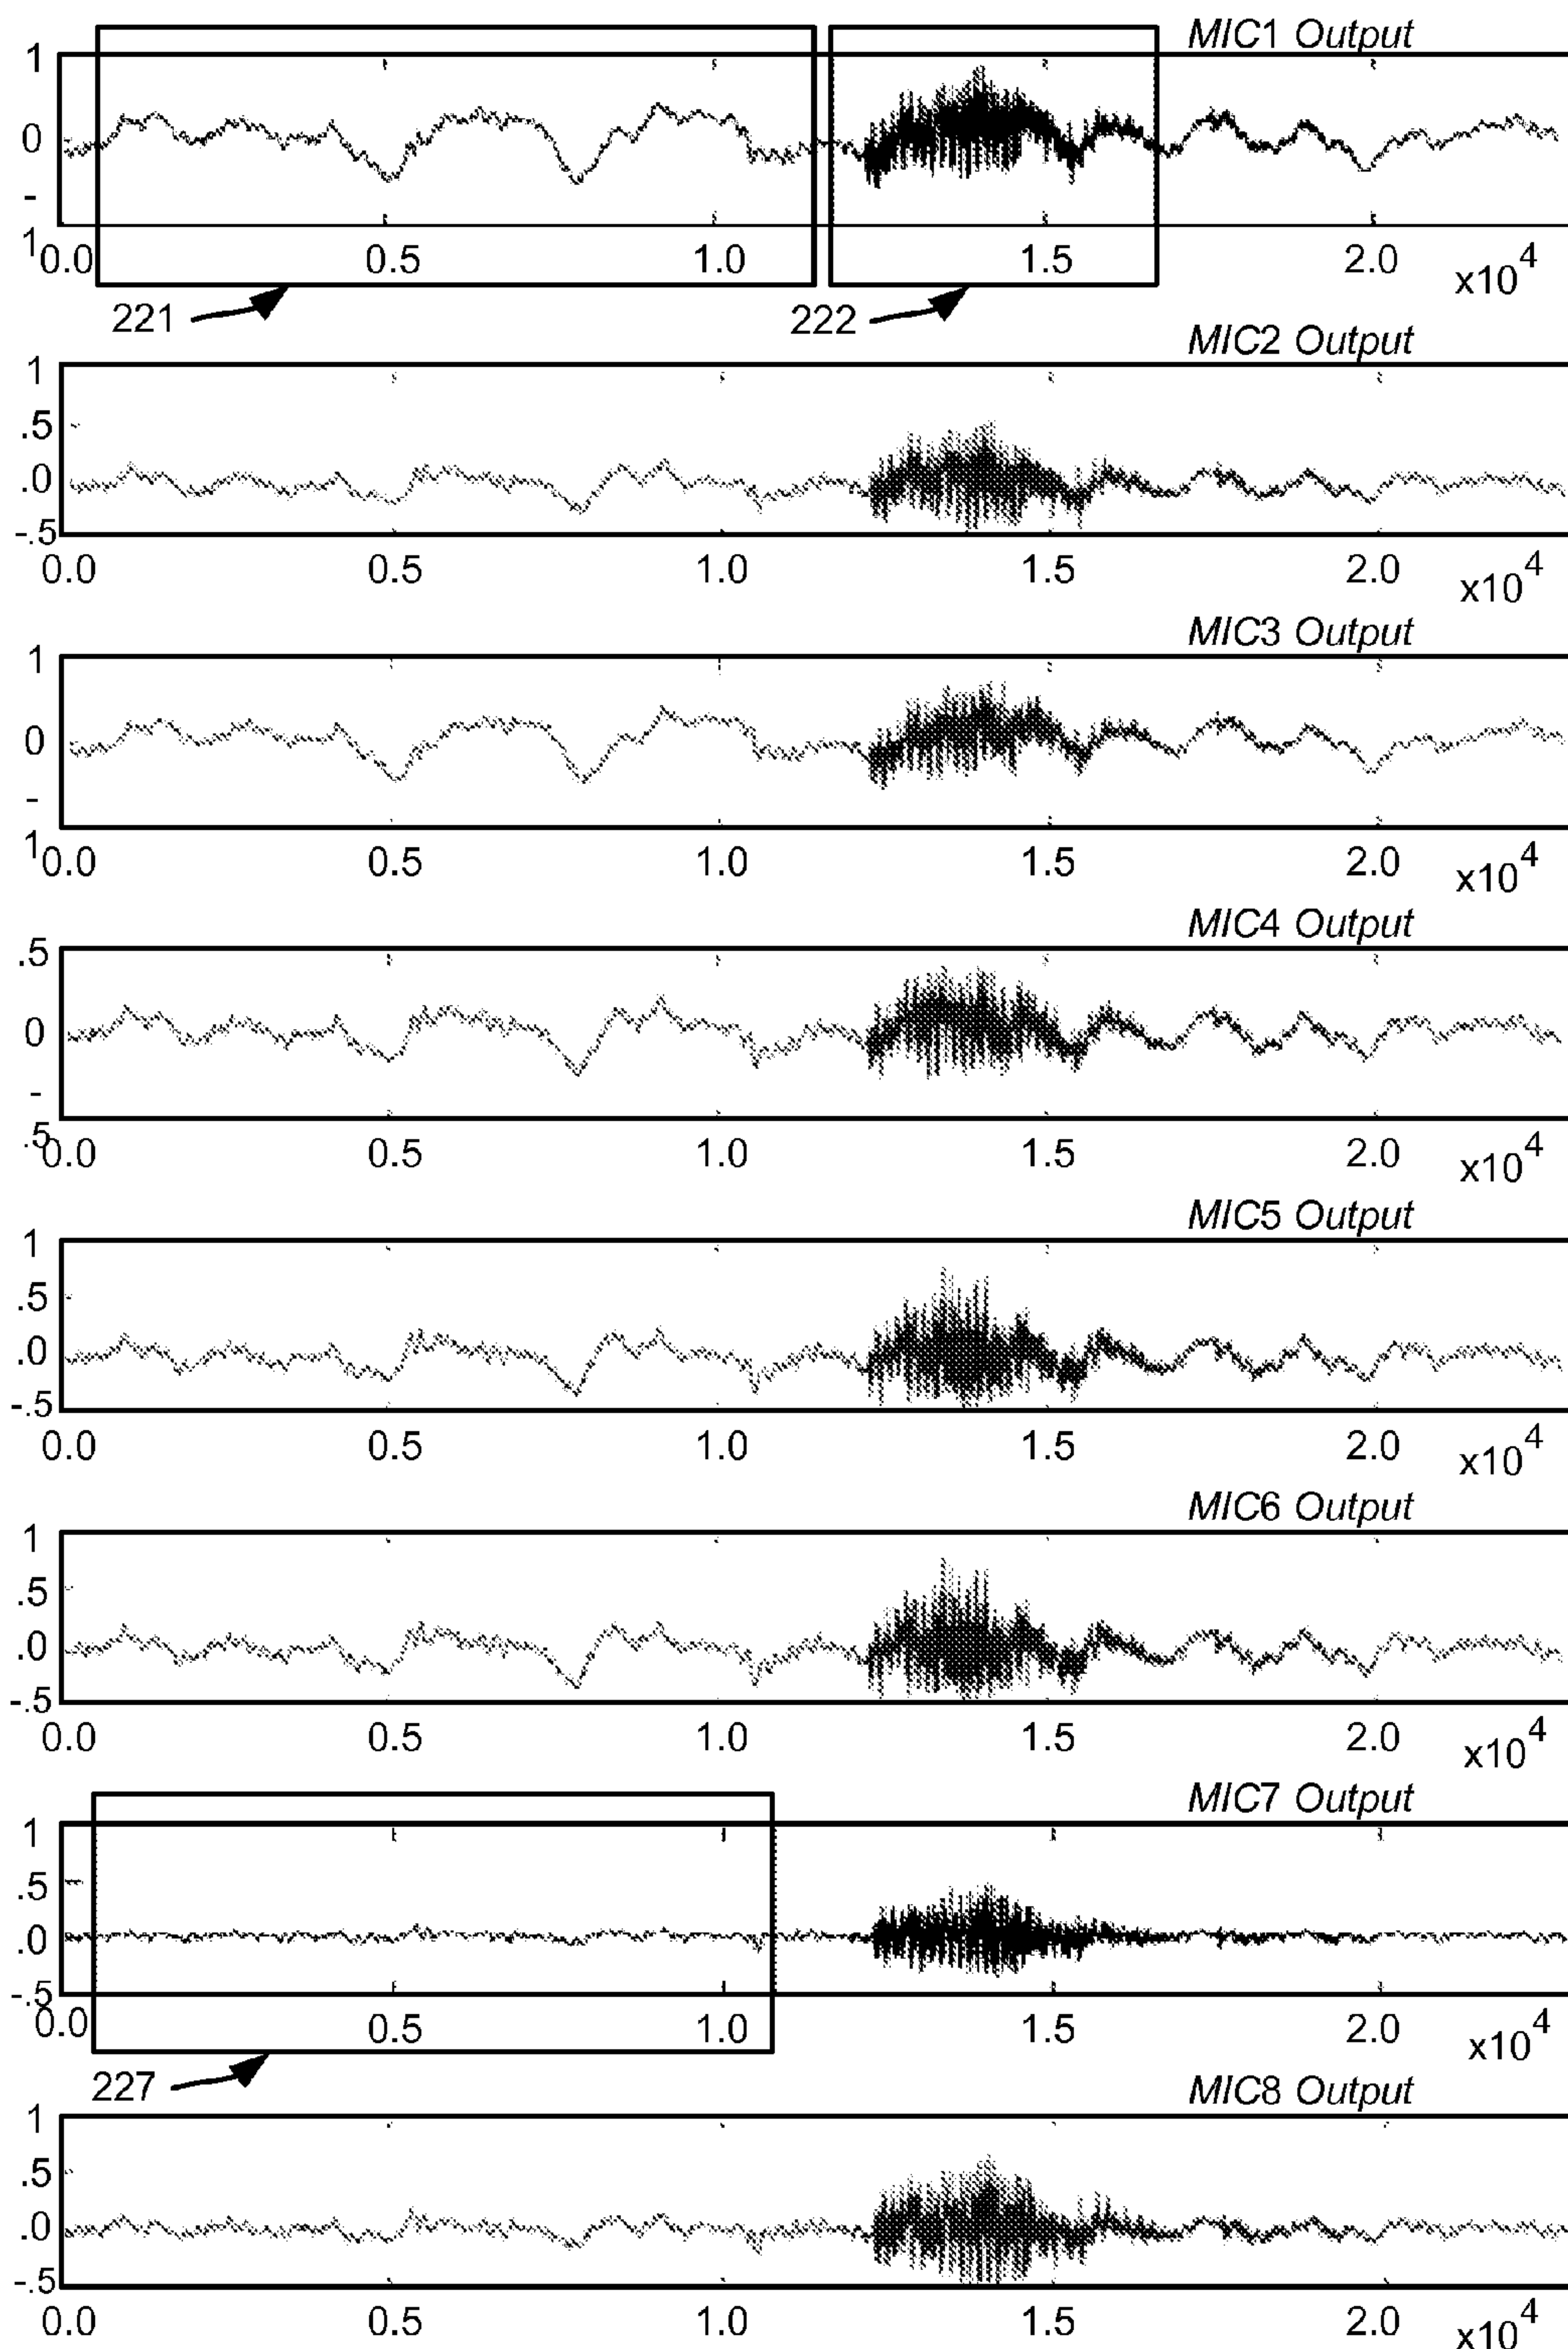 MIC1 Output
1
0
-
1
0.0 0.5 1.0 1.5 2.0 x10^4
221 222
MIC2 Output
1
.5
.0
-.5
0.0 0.5 1.0 1.5 2.0 x10^4
MIC3 Output
1
0
-
1
0.0 0.5 1.0 1.5 2.0 x10^4
MIC4 Output
.5
0
-
.5
0.0 0.5 1.0 1.5 2.0 x10^4
MIC5 Output
1
.5
.0
-.5
0.0 0.5 1.0 1.5 2.0 x10^4
MIC6 Output
1
.5
.0
-.5
0.0 0.5 1.0 1.5 2.0 x10^4
MIC7 Output
1
.5
.0
-.5
0.0 0.5 1.0 1.5 2.0 x10^4
227
MIC8 Output
1
.5
.0
-.5
0.0 0.5 1.0 1.5 2.0 x10^4